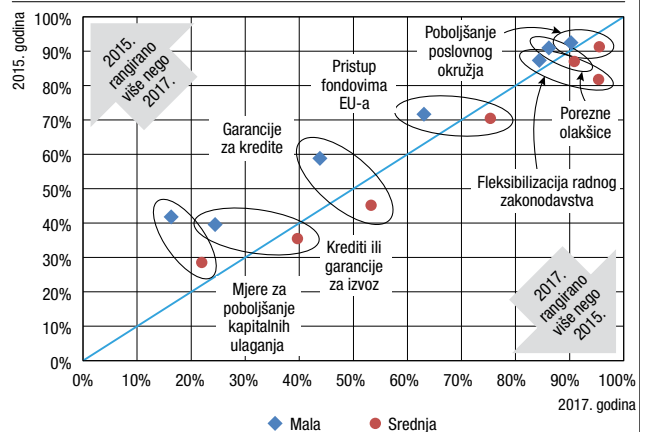 2015. godina
100%
90%
80%
70%
60%
50%
40%
30%
20%
10%
0%
2015.
rangirano
više nego
2017.
Poboljšanje
poslovnog
okružja
Pristup
fondovima
EU-a
Garancije
za kredite
Porezne
olakšice
Fleksibilizacija radnog
zakonodavstva
Krediti ili
garancije
za izvoz
Mjere za
poboljšanje
kapitalnih
ulaganja
2017.
rangirano
više nego
2015.
0%
10%
20%
30%
40%
50%
60%
70%
80%
90%
100%
2017. godina
Mala
Srednja